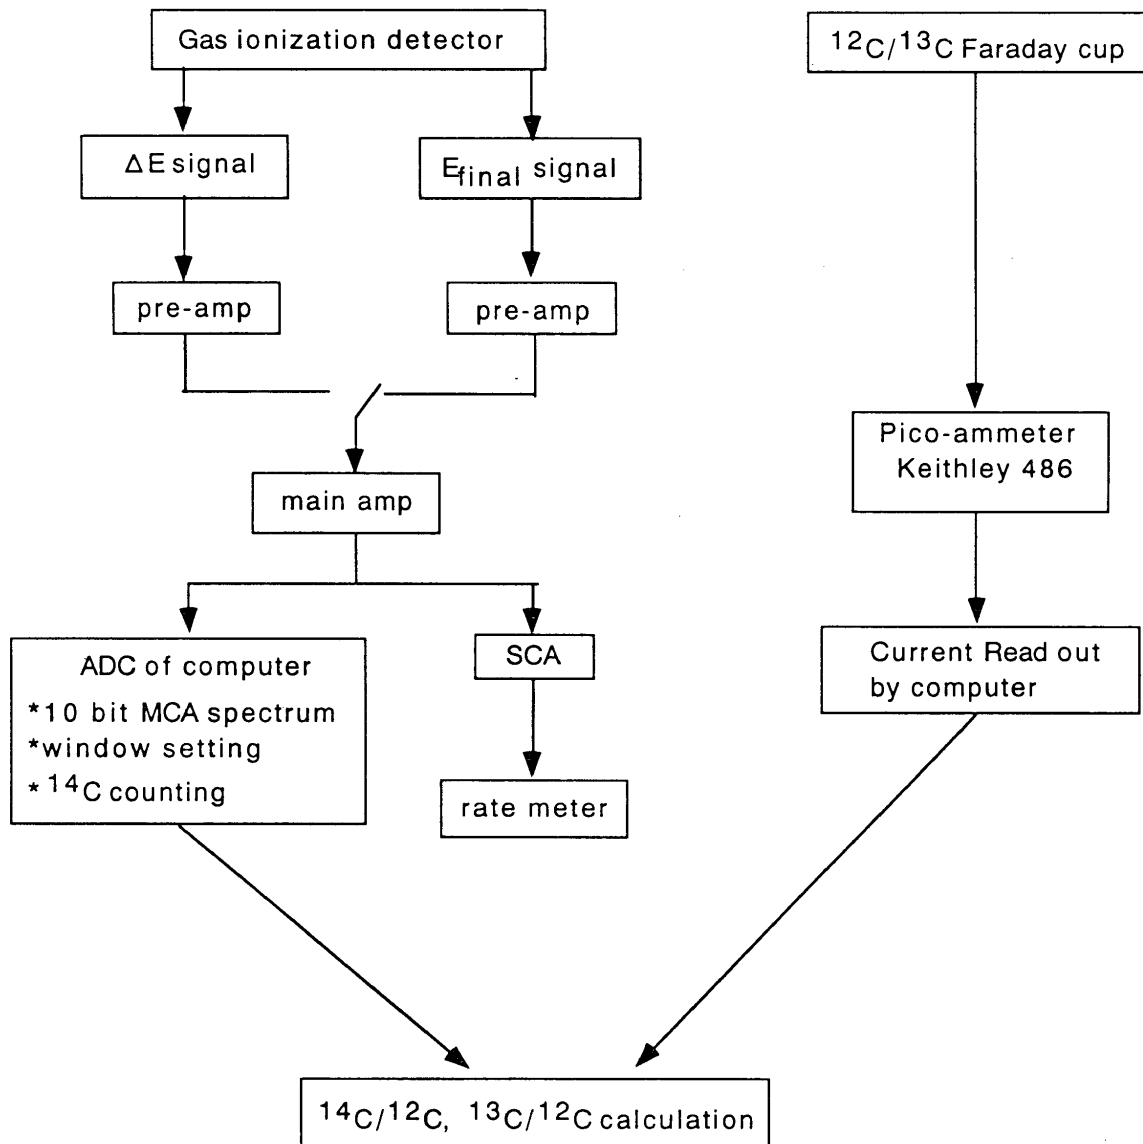 Gas ionization detector
¹²C/¹³C Faraday cup
ΔE signal
E_final signal
pre-amp
pre-amp
Pico-ammeter
Keithley 486
main amp
ADC of computer
*10 bit MCA spectrum
*window setting
* ¹⁴C counting
SCA
rate meter
Current Read out
by computer
¹⁴C/¹²C, ¹³C/¹²C calculation